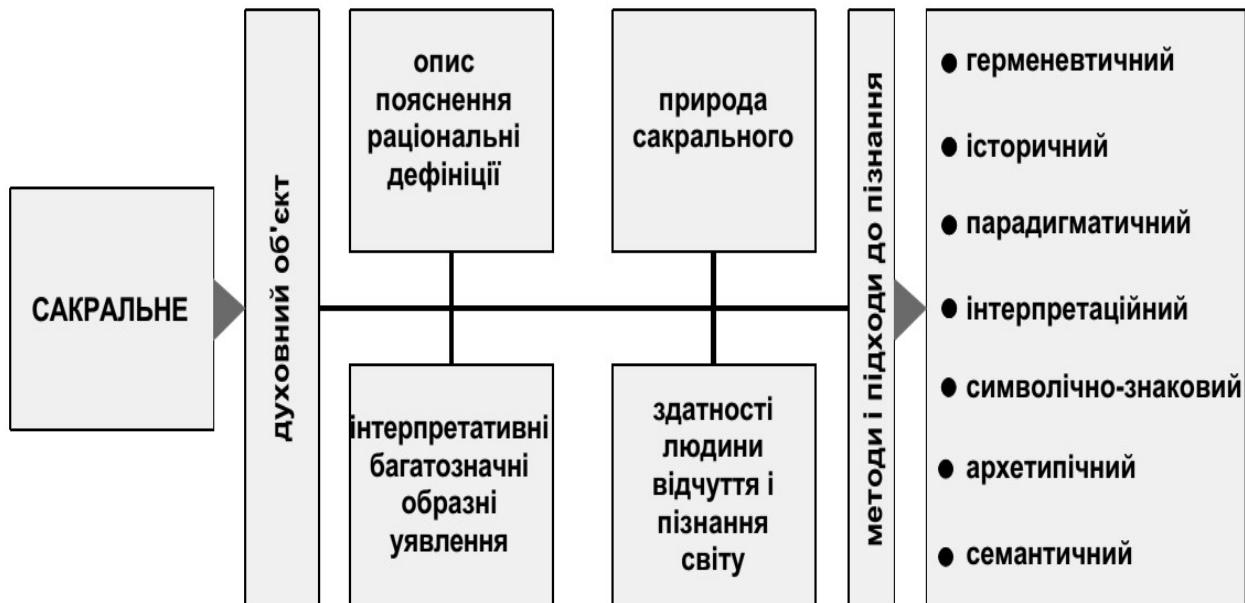 САКРАЛЬНЕ
духовний об'єкт
опис
пояснення
раціональні
дефініції
інтерпретативні
багатозначні
образні
уявлення
природа
сакрального
здатності
людини
відчуття і
пізнання
світу
методи і підходи до пізнання
● герменевтичний
● історичний
● парадигматичний
● інтерпретаційний
● символічно-знаковий
● архетипічний
● семантичний